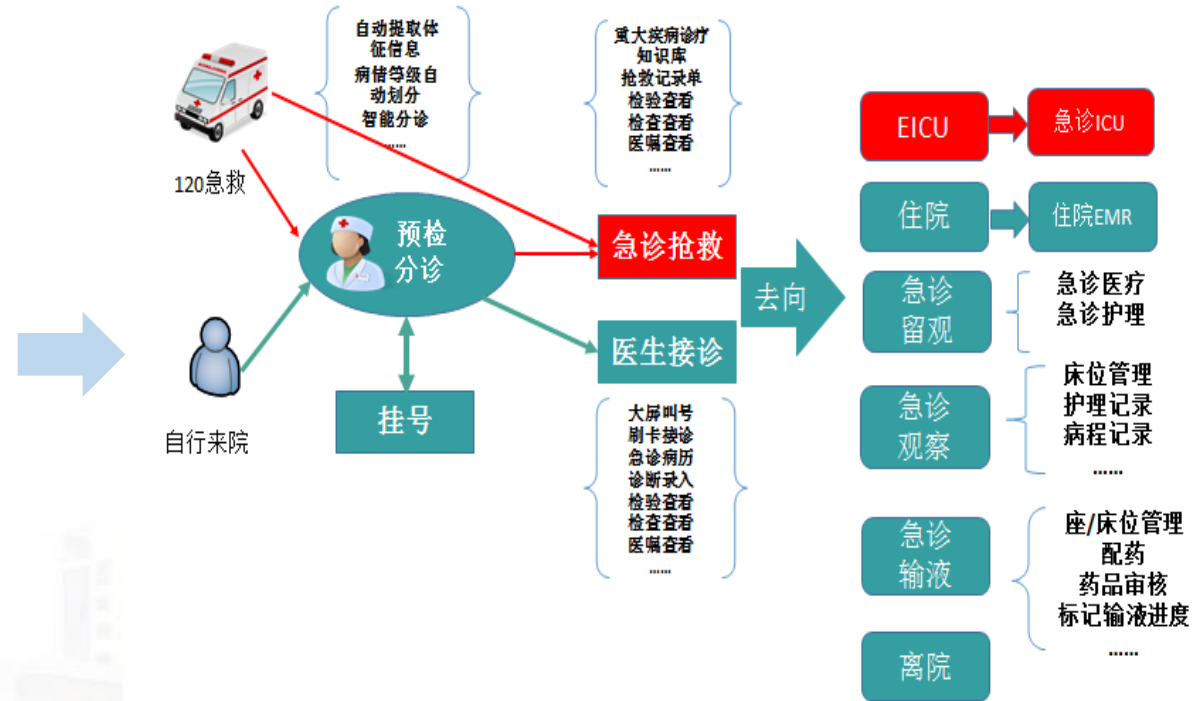 自动提取体
征信息
病情等级自
动划分
智能分诊
……
重大疾病诊疗
知识库
抢救记录单
检验查看
检查查看
医嘱查看
……
120急救
预检
分诊
急诊抢救
医生接诊
挂号
自行来院
大屏叫号
刷卡接诊
急诊病历
诊断录入
检验查看
检查查看
医嘱查看
……
去向
EICU
急诊ICU
住院
住院EMR
急诊
留观
急诊医疗
急诊护理
急诊
观察
床位管理
护理记录
病程记录
……
急诊
输液
座/床位管理
配药
药品审核
标记输液进度
……
离院